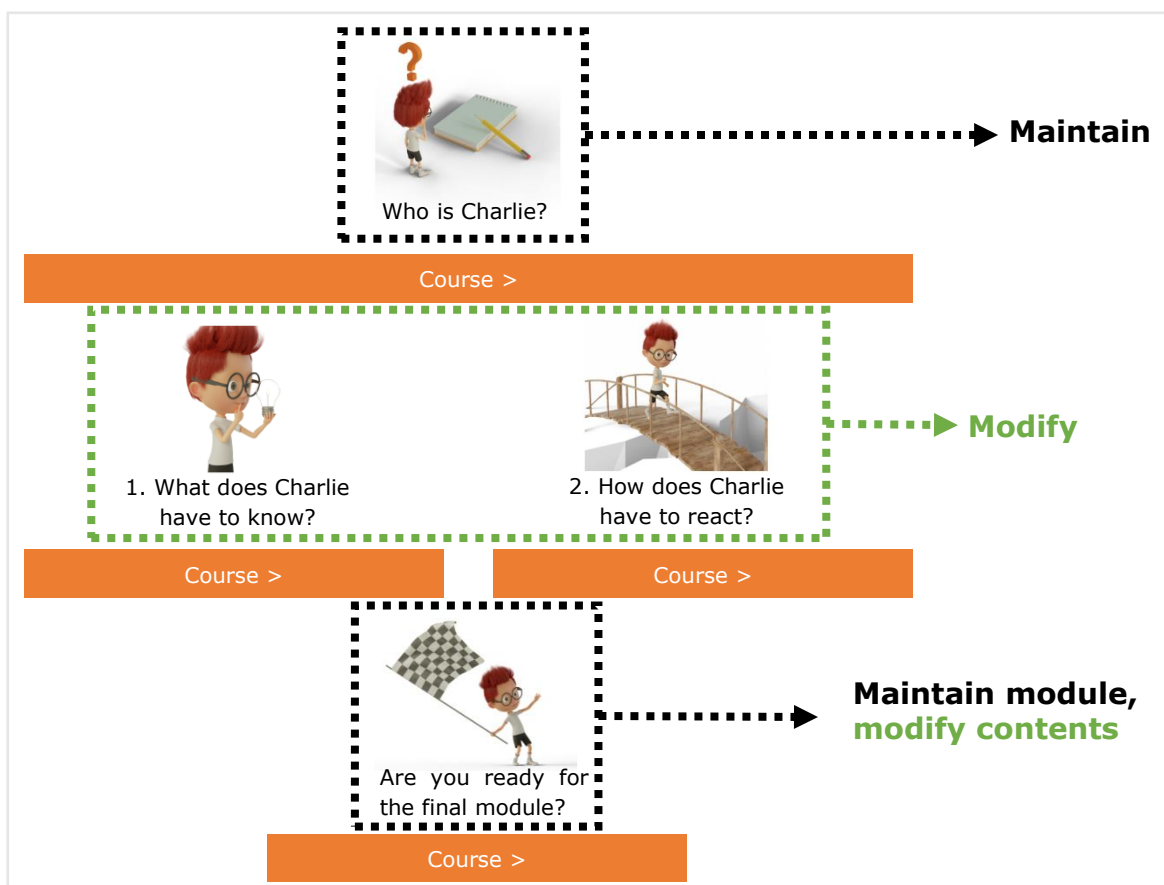 Who is Charlie?
Maintain
Course >
1. What does Charlie
have to know?
2. How does Charlie
have to react?
Modify
Course >
Course >
Are you ready for
the final module?
Maintain module,
modify contents
Course >